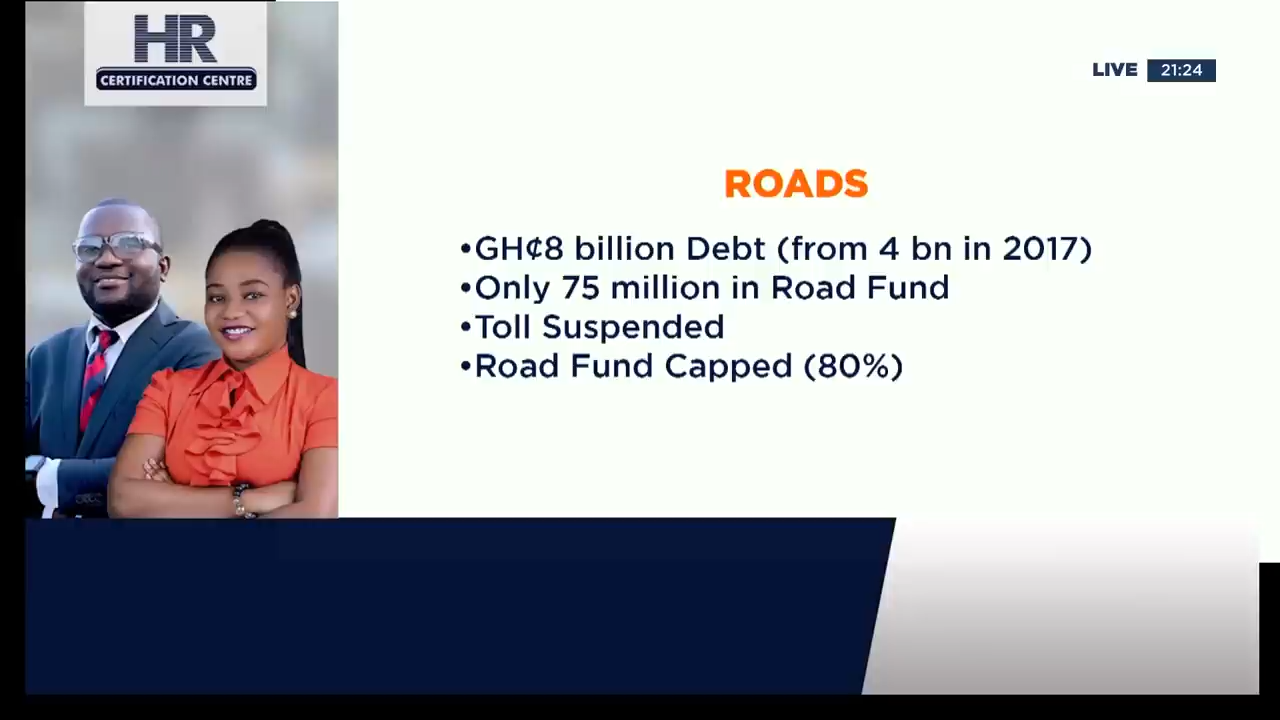 HR
CERTIFICATION CENTRE
LIVE 21:24
ROADS
•GH¢8 billion Debt (from 4 bn in 2017)
•Only 75 million in Road Fund
•Toll Suspended
•Road Fund Capped (80%)